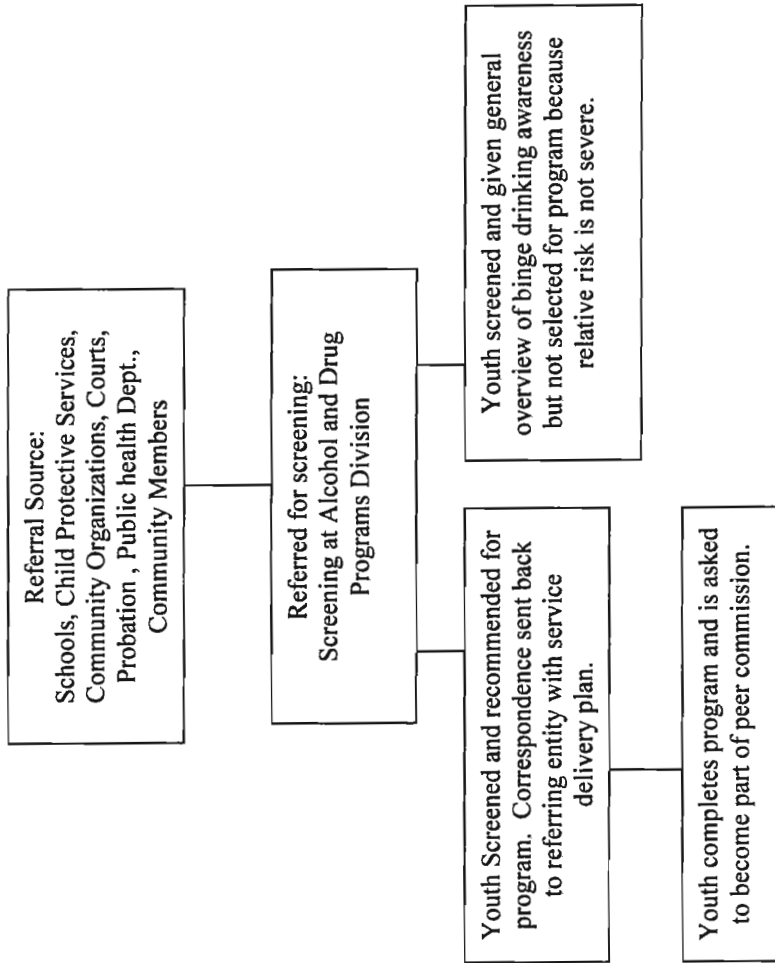 Referral Source:
Schools, Child Protective Services,
Community Organizations, Courts,
Probation , Public health Dept.,
Community Members
Referred for screening:
Screening at Alcohol and Drug
Programs Division
Youth Screened and recommended for
program. Correspondence sent back
to referring entity with service
delivery plan.
Youth screened and given general
overview of binge drinking awareness
but not selected for program because
relative risk is not severe.
Youth completes program and is asked
to become part of peer commission.